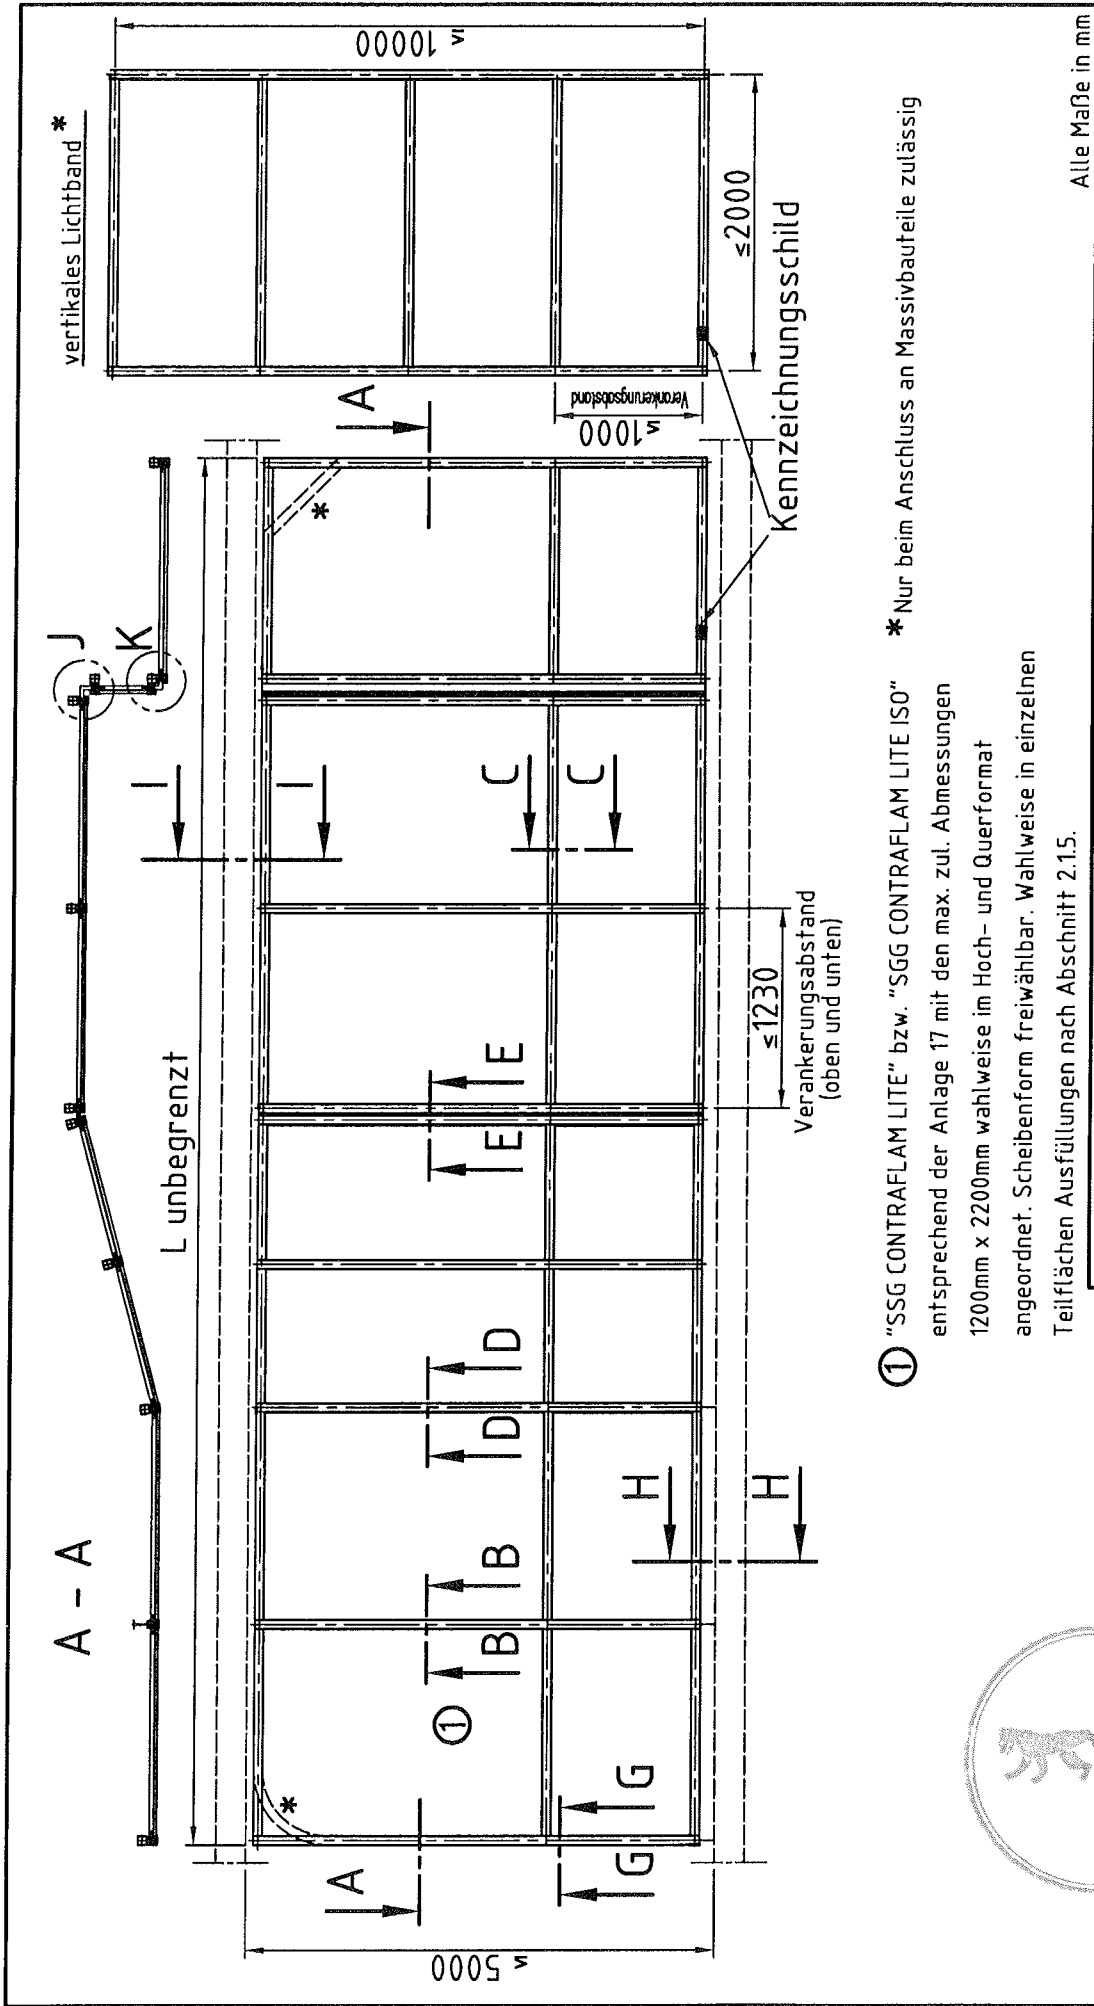 A - A
J
K
vertikales Lichtband *
≤ 10000
L unbegrenzt
I
I
A
A
*
*
≤ 5000
≤ 1000
Verankerungsabstand
≤2000
Kennzeichnungsschild
C
C
E
E
D
D
B
B
①
G
G
H
H
≤1230
Verankerungsabstand
(oben und unten)
① "SSG CONTRAFLAM LITE" bzw. "SGG CONTRAFLAM LITE ISO"
entsprechend der Anlage 17 mit den max. zul. Abmessungen
1200mm x 2200mm wahlweise im Hoch- und Querformat
angeordnet. Scheibenform freiwählbar. Wahlweise in einzelnen
Teilflächen Ausfüllungen nach Abschnitt 2.1.5.
* Nur beim Anschluss an Massivbauteile zulässig
Alle Maße in mm